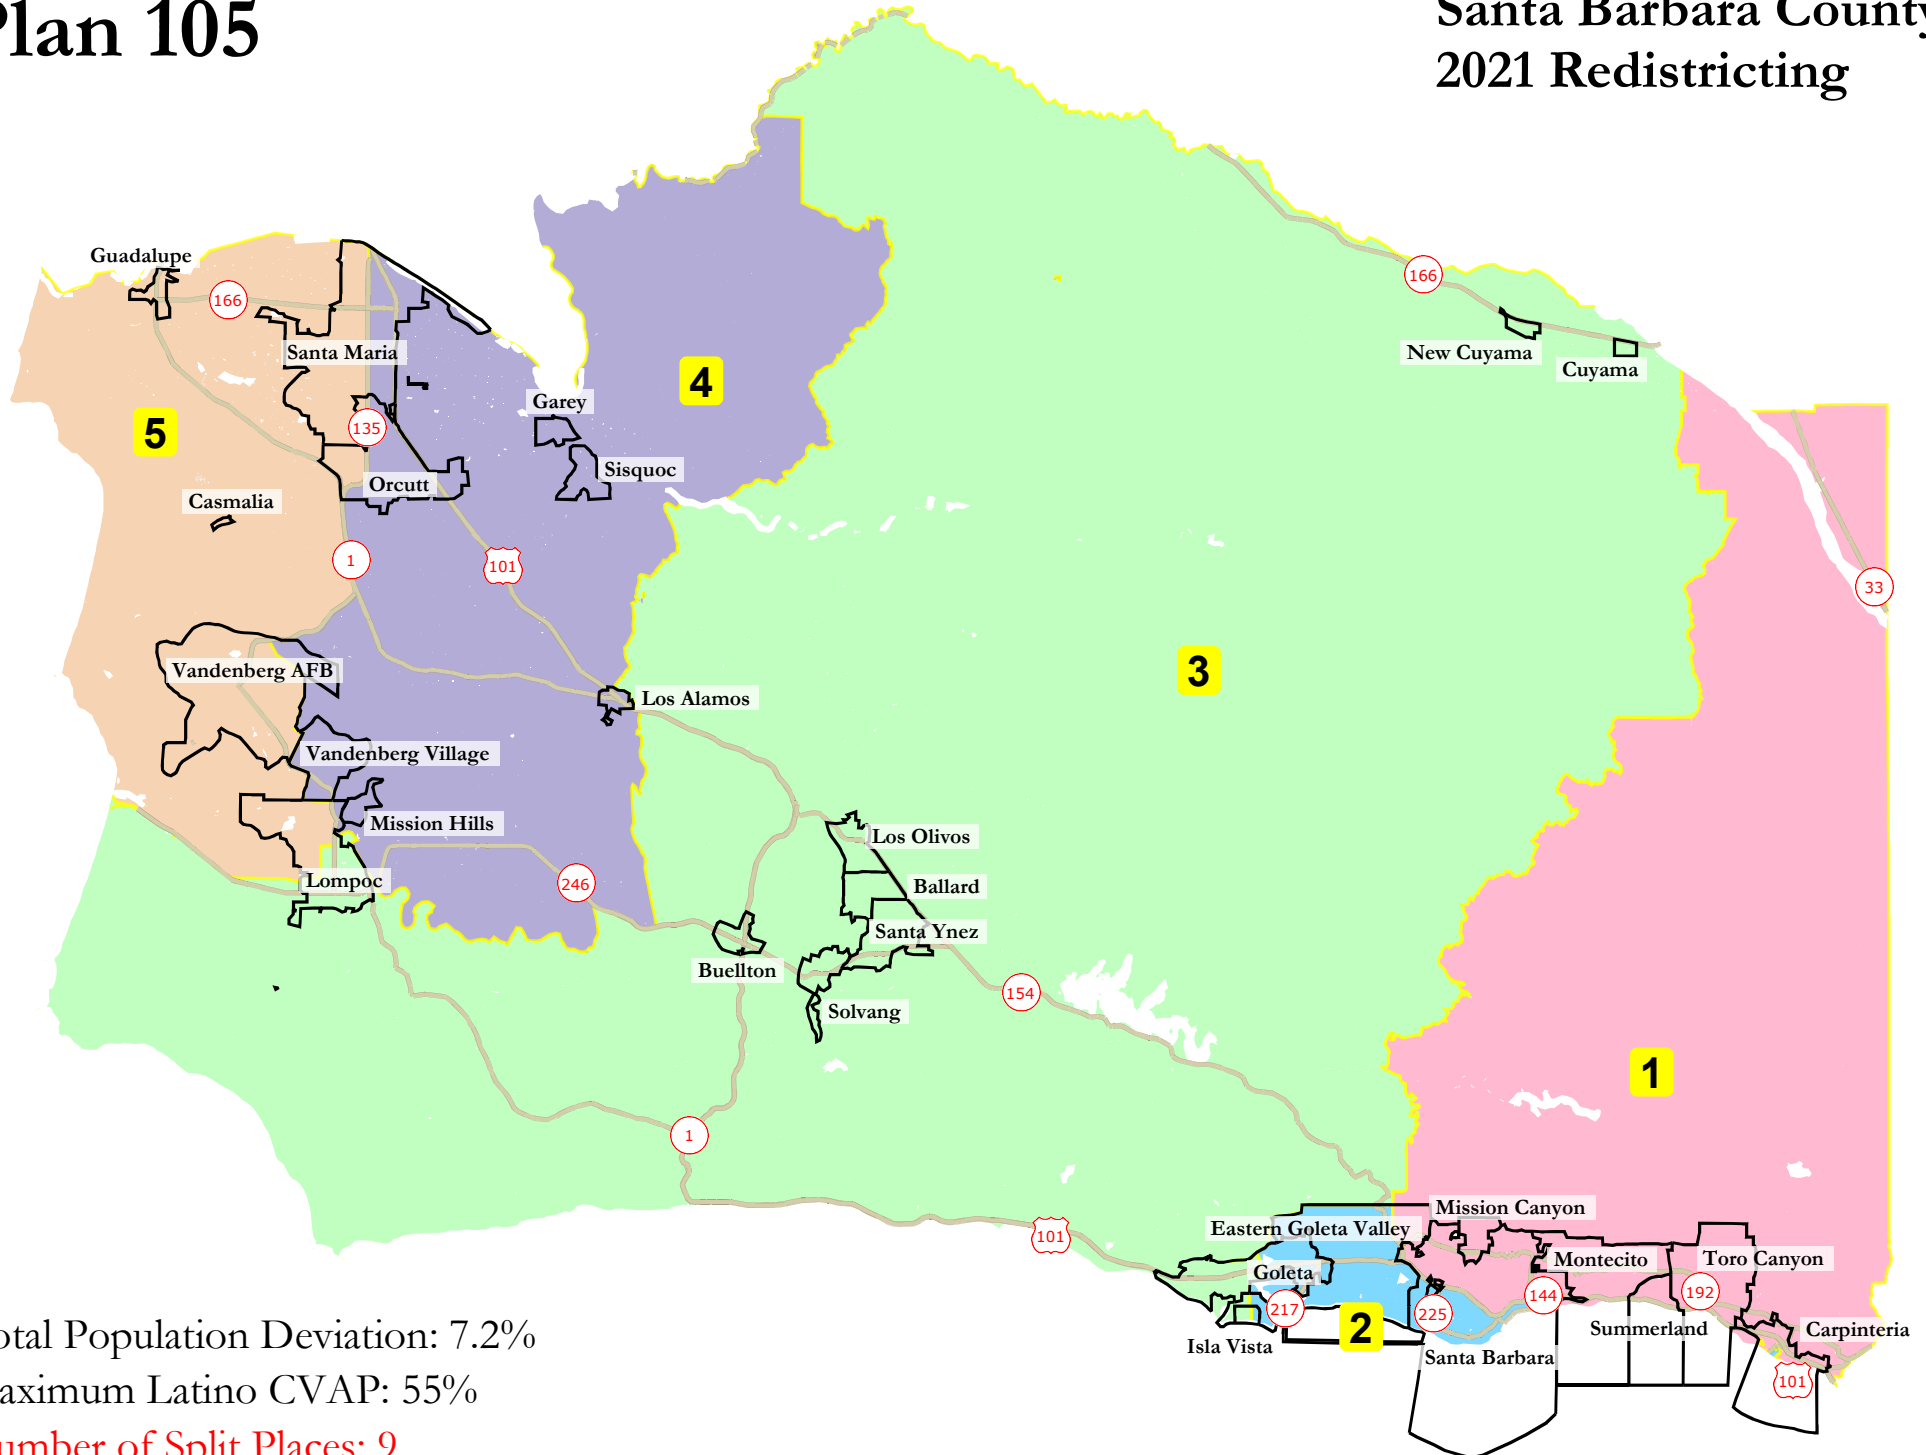 Plan 105
Santa Barbara County
2021 Redistricting
Guadalupe
166
Santa Maria
135
5
4
Garey
Sisquoc
Orcutt
Casmalia
1
101
166
New Cuyama
Cuyama
33
3
Vandenberg AFB
Los Alamos
Vandenberg Village
Mission Hills
Lompoc
246
Los Olivos
Ballard
Santa Ynez
Buellton
Solvang
154
1
1
101
Mission Canyon
Eastern Goleta Valley
Goleta
Montecito
Toro Canyon
217
225
144
192
2
Isla Vista
Santa Barbara
Summerland
Carpinteria
101
Total Population Deviation: 7.2%
Maximum Latino CVAP: 55%
Number of Split Places: 9